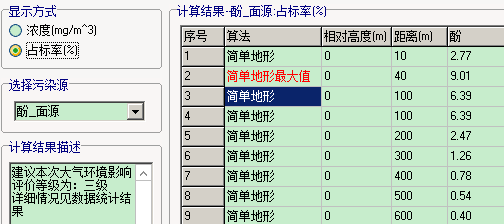 显示方式
浓度(mg/m^3)
占标率(%)
选择污染源
酚_面源
计算结果描述
建议本次大气环境影响
评价等级为：三级
详细情况见数据统计结
果
计算结果-酚_面源:占标率(%)
序号 算法 相对高度(m) 距离(m) 酚
1 简单地形 0 10 2.77
2 简单地形最大值 0 40 9.01
3 简单地形 0 100 6.39
4 简单地形 0 100 6.39
5 简单地形 0 200 2.47
6 简单地形 0 300 1.26
7 简单地形 0 400 0.78
8 简单地形 0 500 0.54
9 简单地形 0 600 0.40